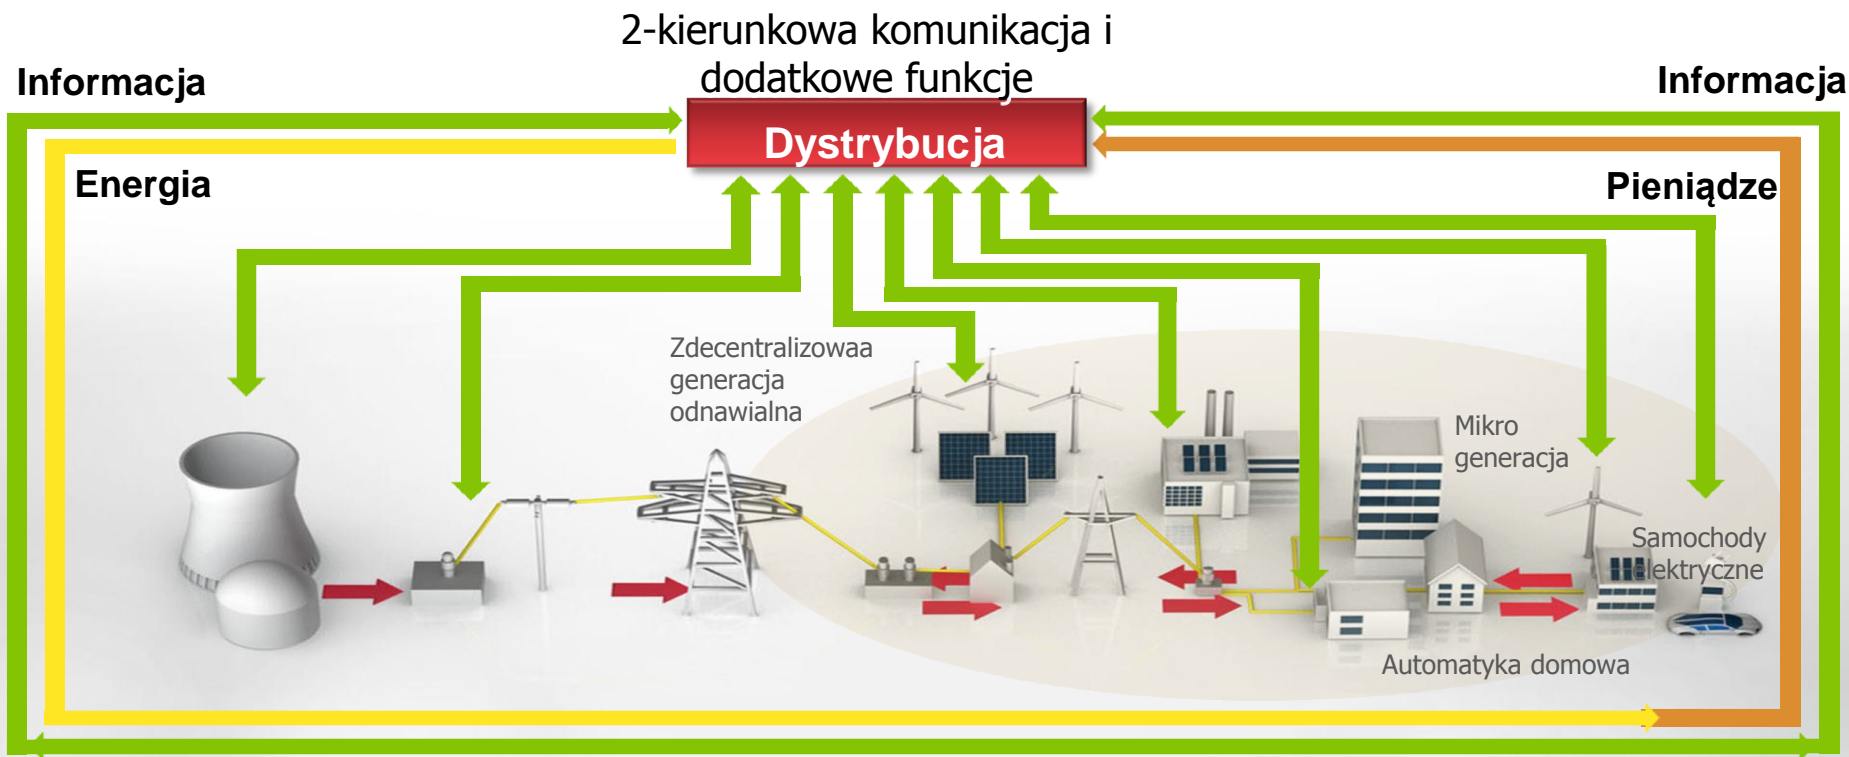 2-kierunkowa komunikacja i
dodatkowe funkcje
Informacja
Informacja
Dystrybucja
Energia
Pieniądze
Zdecentralizowaa
generacja
odnawialna
Mikro
generacja
Samochody
elektryczne
Automatyka domowa